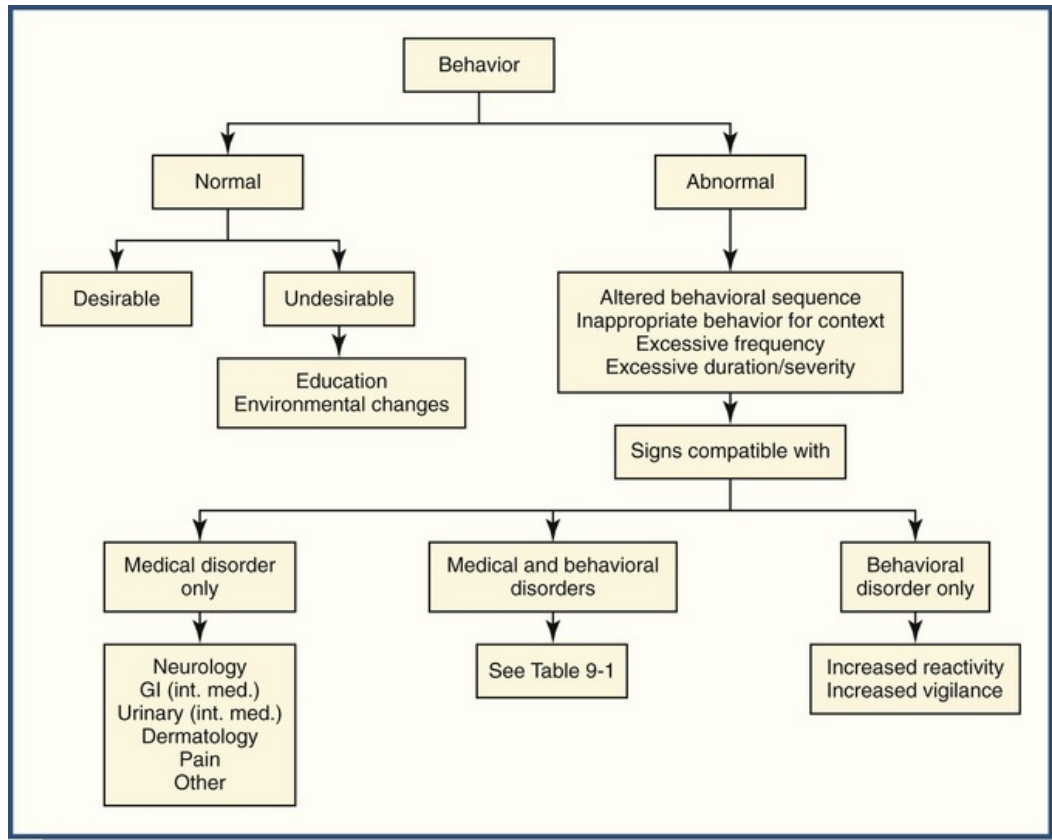 Behavior
Normal
Abnormal
Desirable
Undesirable
Altered behavioral sequence
Inappropriate behavior for context
Excessive frequency
Excessive duration/severity
Education
Environmental changes
Signs compatible with
Medical disorder
only
Medical and behavioral
disorders
Behavioral
disorder only
Neurology
GI (int. med.)
Urinary (int. med.)
Dermatology
Pain
Other
See Table 9-1
Increased reactivity
Increased vigilance